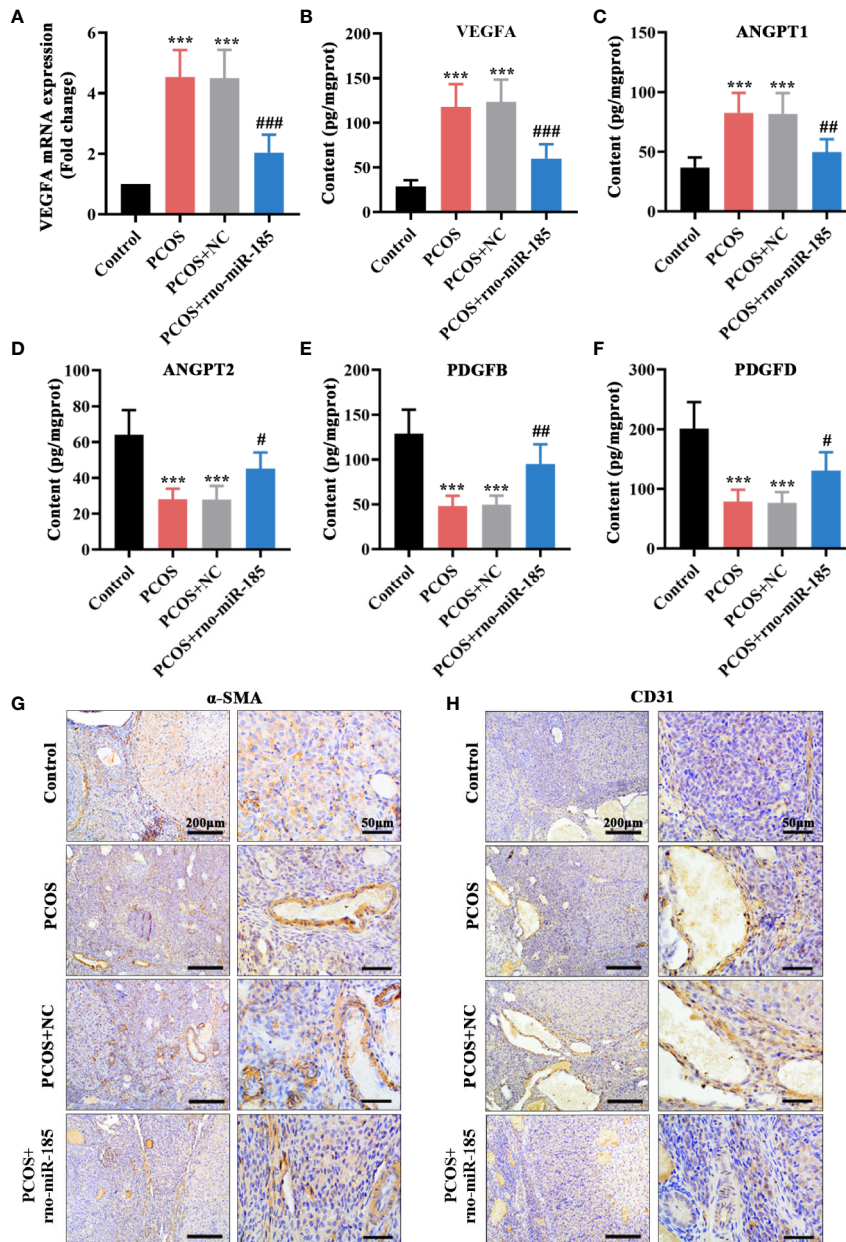 A
VEGFA mRNA expression
(Fold change)
6
4
2
0
***
***
###
Control
PCOS
PCOS+NC
PCOS+rno-miR-185
B
VEGFA
Content (pg/mgprot)
200
150
100
50
0
***
***
###
Control
PCOS
PCOS+NC
PCOS+rno-miR-185
C
ANGPT1
Content (pg/mgprot)
150
100
50
0
***
***
##
Control
PCOS
PCOS+NC
PCOS+rno-miR-185
D
ANGPT2
Content (pg/mgprot)
80
60
40
20
0
***
***
#
Control
PCOS
PCOS+NC
PCOS+rno-miR-185
E
PDGFB
Content (pg/mgprot)
200
150
100
50
0
***
***
##
Control
PCOS
PCOS+NC
PCOS+rno-miR-185
F
PDGFD
Content (pg/mgprot)
300
200
100
0
***
***
#
Control
PCOS
PCOS+NC
PCOS+rno-miR-185
G
α-SMA
Control
200μm
50μm
PCOS
PCOS+NC
PCOS+
rno-miR-185
H
CD31
Control
200μm
50μm
PCOS
PCOS+NC
PCOS+
rno-miR-185